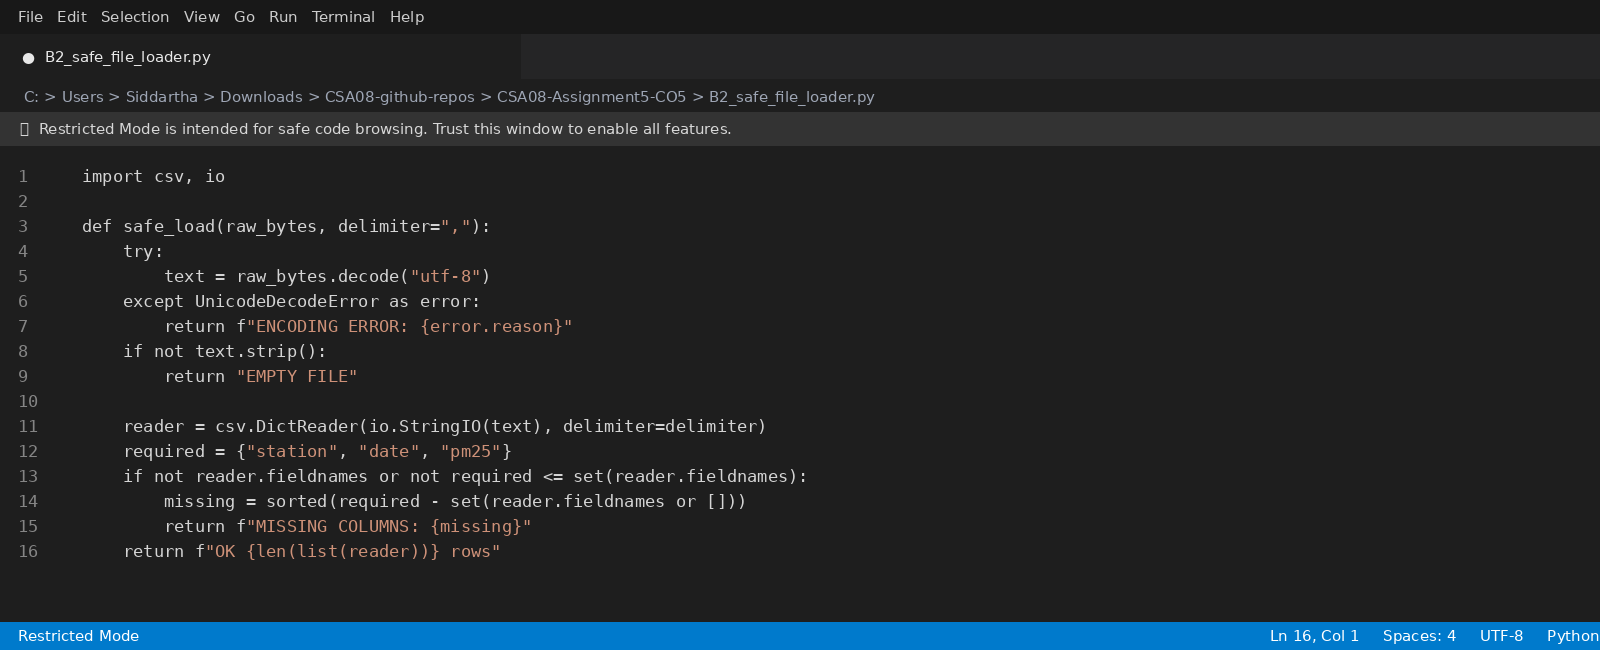 File Edit Selection View Go Run Terminal Help
● B2_safe_file_loader.py
C: > Users > Siddartha > Downloads > CSA08-github-repos > CSA08-Assignment5-CO5 > B2_safe_file_loader.py
Restricted Mode is intended for safe code browsing. Trust this window to enable all features.
1 import csv, io
2
3 def safe_load(raw_bytes, delimiter=","):
4     try:
5         text = raw_bytes.decode("utf-8")
6     except UnicodeDecodeError as error:
7         return f"ENCODING ERROR: {error.reason}"
8     if not text.strip():
9         return "EMPTY FILE"
10
11     reader = csv.DictReader(io.StringIO(text), delimiter=delimiter)
12     required = {"station", "date", "pm25"}
13     if not reader.fieldnames or not required <= set(reader.fieldnames):
14         missing = sorted(required - set(reader.fieldnames or []))
15         return f"MISSING COLUMNS: {missing}"
16     return f"OK {len(list(reader))} rows"
Restricted Mode Ln 16, Col 1 Spaces: 4 UTF-8 Python